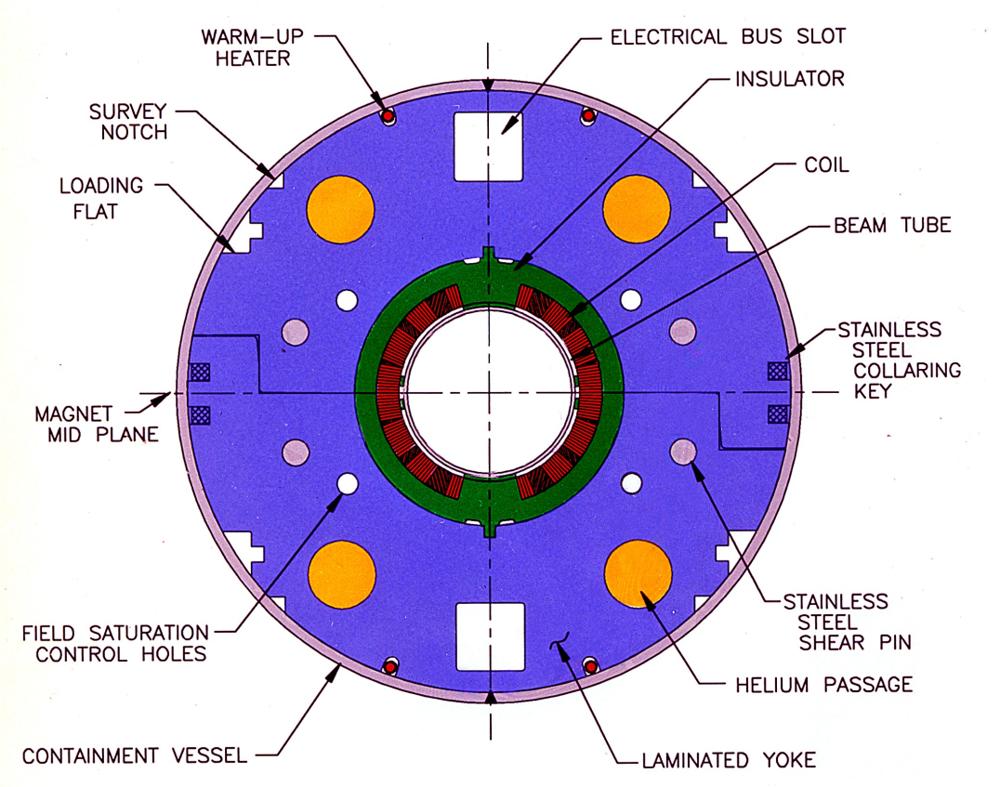 WARM-UP
HEATER
ELECTRICAL BUS SLOT
INSULATOR
SURVEY
NOTCH
COIL
LOADING
FLAT
BEAM TUBE
STAINLESS
STEEL
COLLARING
KEY
MAGNET
MID PLANE
STAINLESS
STEEL
SHEAR PIN
FIELD SATURATION
CONTROL HOLES
HELIUM PASSAGE
CONTAINMENT VESSEL
LAMINATED YOKE